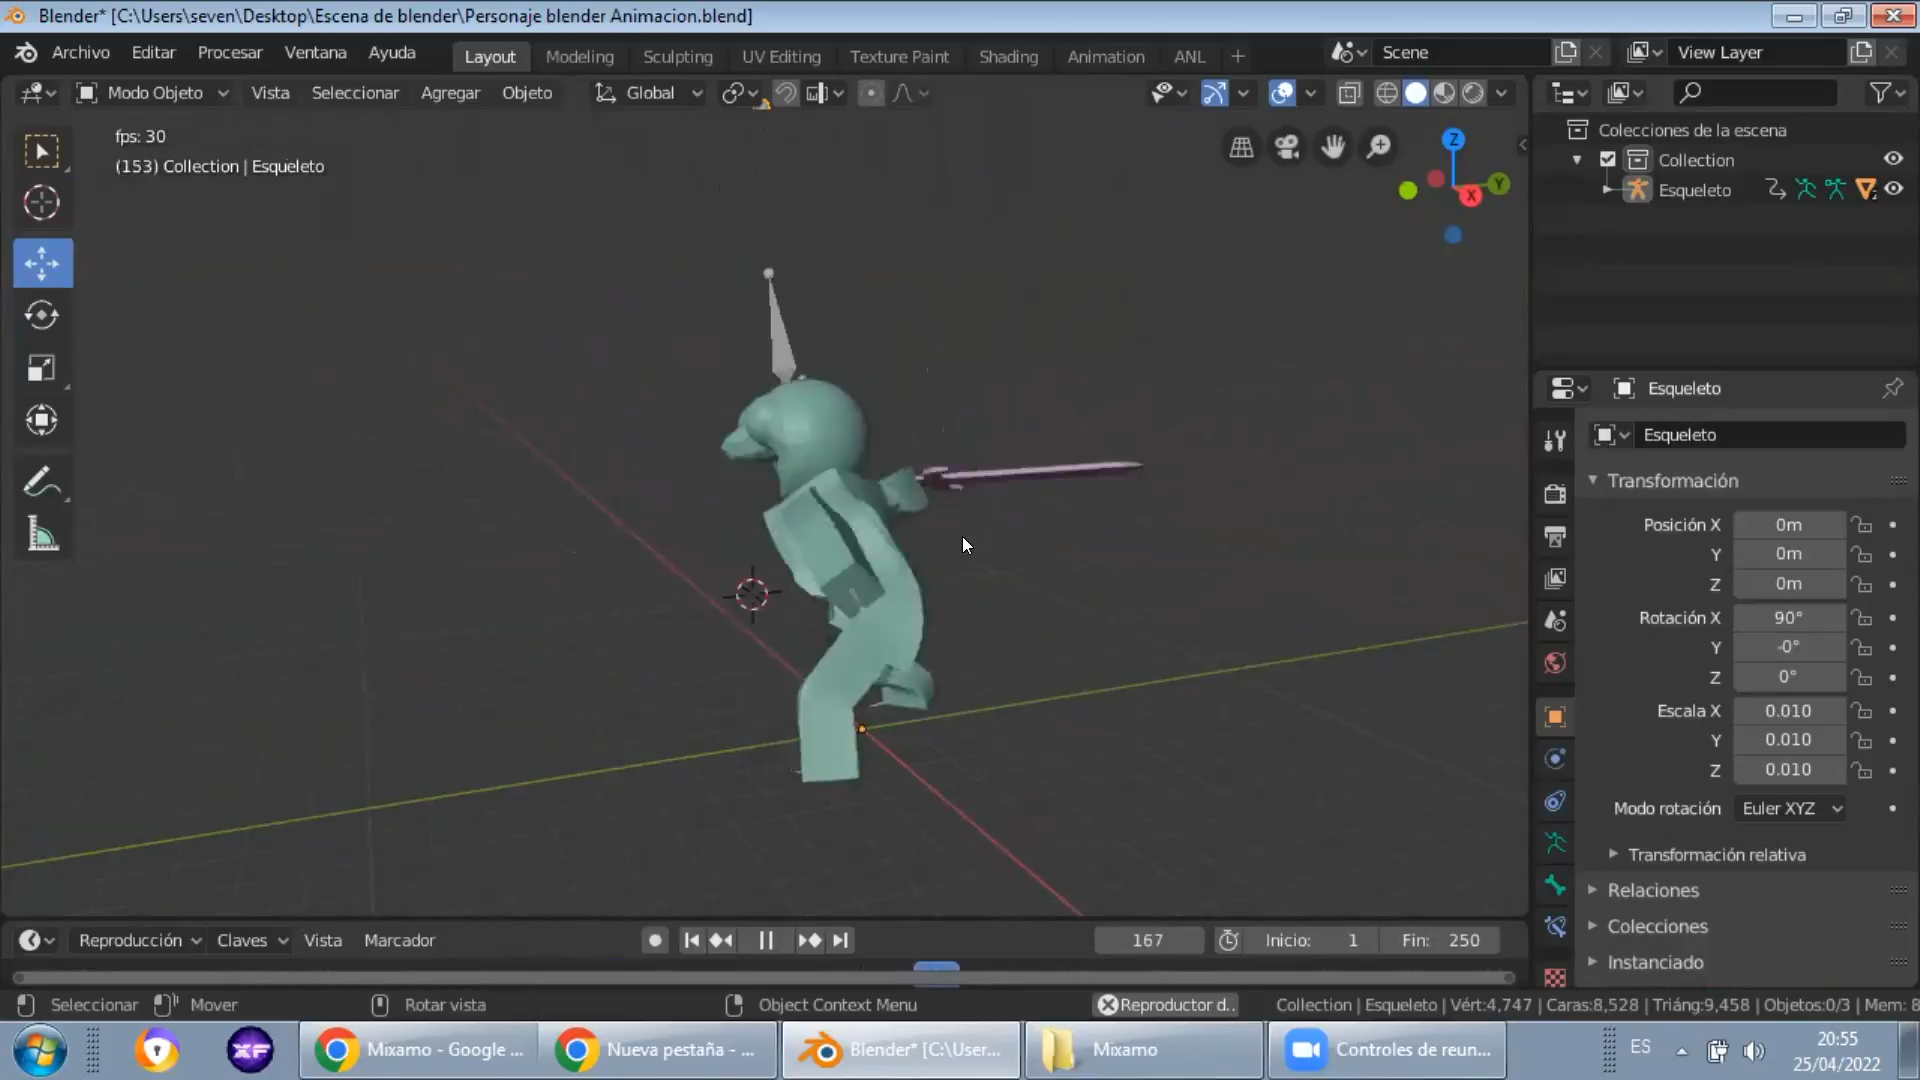 Blender* [C:\Users\seven\Desktop\Escena de blender\Personaje blender Animacion.blend]
Archivo Editar Procesar Ventana Ayuda Layout Modeling Sculpting UV Editing Texture Paint Shading Animation ANL + Scene View Layer
Modo Objeto Vista Seleccionar Agregar Objeto Global
fps: 30
(153) Collection | Esqueleto
Z
Y
X
Colecciones de la escena
Collection
Esqueleto
Esqueleto
Esqueleto
Transformación
Posición X 0m
Y 0m
Z 0m
Rotación X 90°
Y -0°
Z 0°
Escala X 0.010
Y 0.010
Z 0.010
Modo rotación Euler XYZ
Transformación relativa
Relaciones
Colecciones
Instanciado
Reproducción Claves Vista Marcador 167 Inicio: 1 Fin: 250
Seleccionar Mover Rotar vista Object Context Menu Reproductor d.. Collection | Esqueleto | Vért:4,747 | Caras:8,528 | Triáng:9,458 | Objetos:0/3 | Mem: 8
XF Mixamo - Google ... Nueva pestaña - ... Blender* [C:\User... Mixamo Controles de reun... ES 20:55
25/04/2022